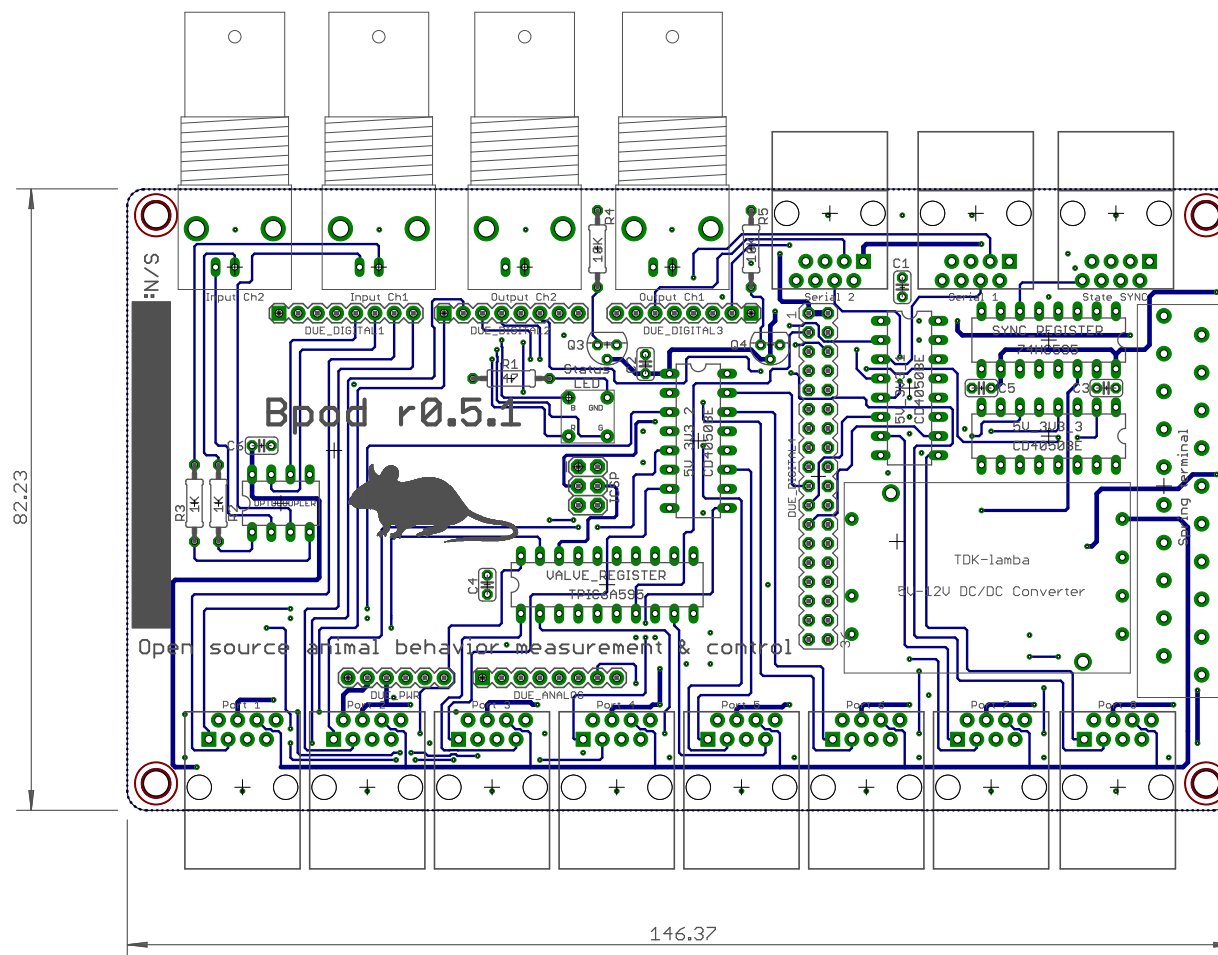 :N/S
Input Ch2
Input Ch1
Output Ch2
Output Ch1
Serial 2
Serial 1
State SYNC
R4
10K
R5
C1
DUE_DIGITAL1
DUE_DIGITAL2
DUE_DIGITAL3
1
SYNC_REGISTER
Q3
Q4
C2
R1
47
Status
LED
B
GND
R
G
5V_3V3_2
CD4050BE
CD4050BE
C5
C3
5V_3V3_3
CD4050BE
Bpod r0.5.1
C6
R3
1K
1K
R2
OPTOCOUPLER
ICSP
DUE_DIGITAL4
Spring terminal
TDK-lamba
5V-12V DC/DC Converter
C4
VALVE_REGISTER
TPIC6A595
Open source animal behavior measurement & control
DUE_PWR
DUE_ANALOG
Port 1
Port 2
Port 3
Port 4
Port 5
Port 6
Port 7
Port 8
82.23
146.37